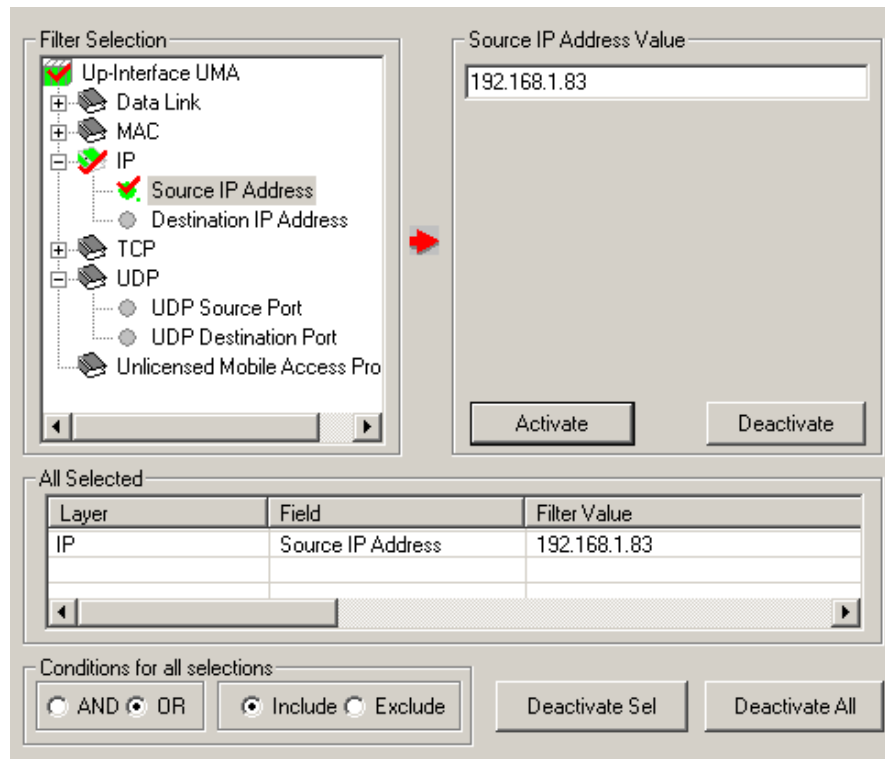 Filter Selection
Up-Interface UMA
Data Link
MAC
IP
Source IP Address
Destination IP Address
TCP
UDP
UDP Source Port
UDP Destination Port
Unlicensed Mobile Access Pro
Source IP Address Value
192.168.1.83
Activate Deactivate
All Selected
Layer Field Filter Value
IP Source IP Address 192.168.1.83
Conditions for all selections
AND OR Include Exclude Deactivate Sel Deactivate All